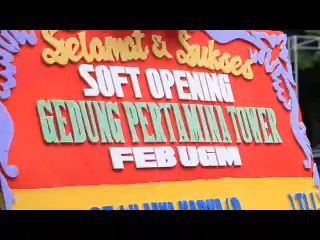 Selamat & Sukses
SOFT OPENING
GEDUNG PERTAMINA TOWER
FEB UGM